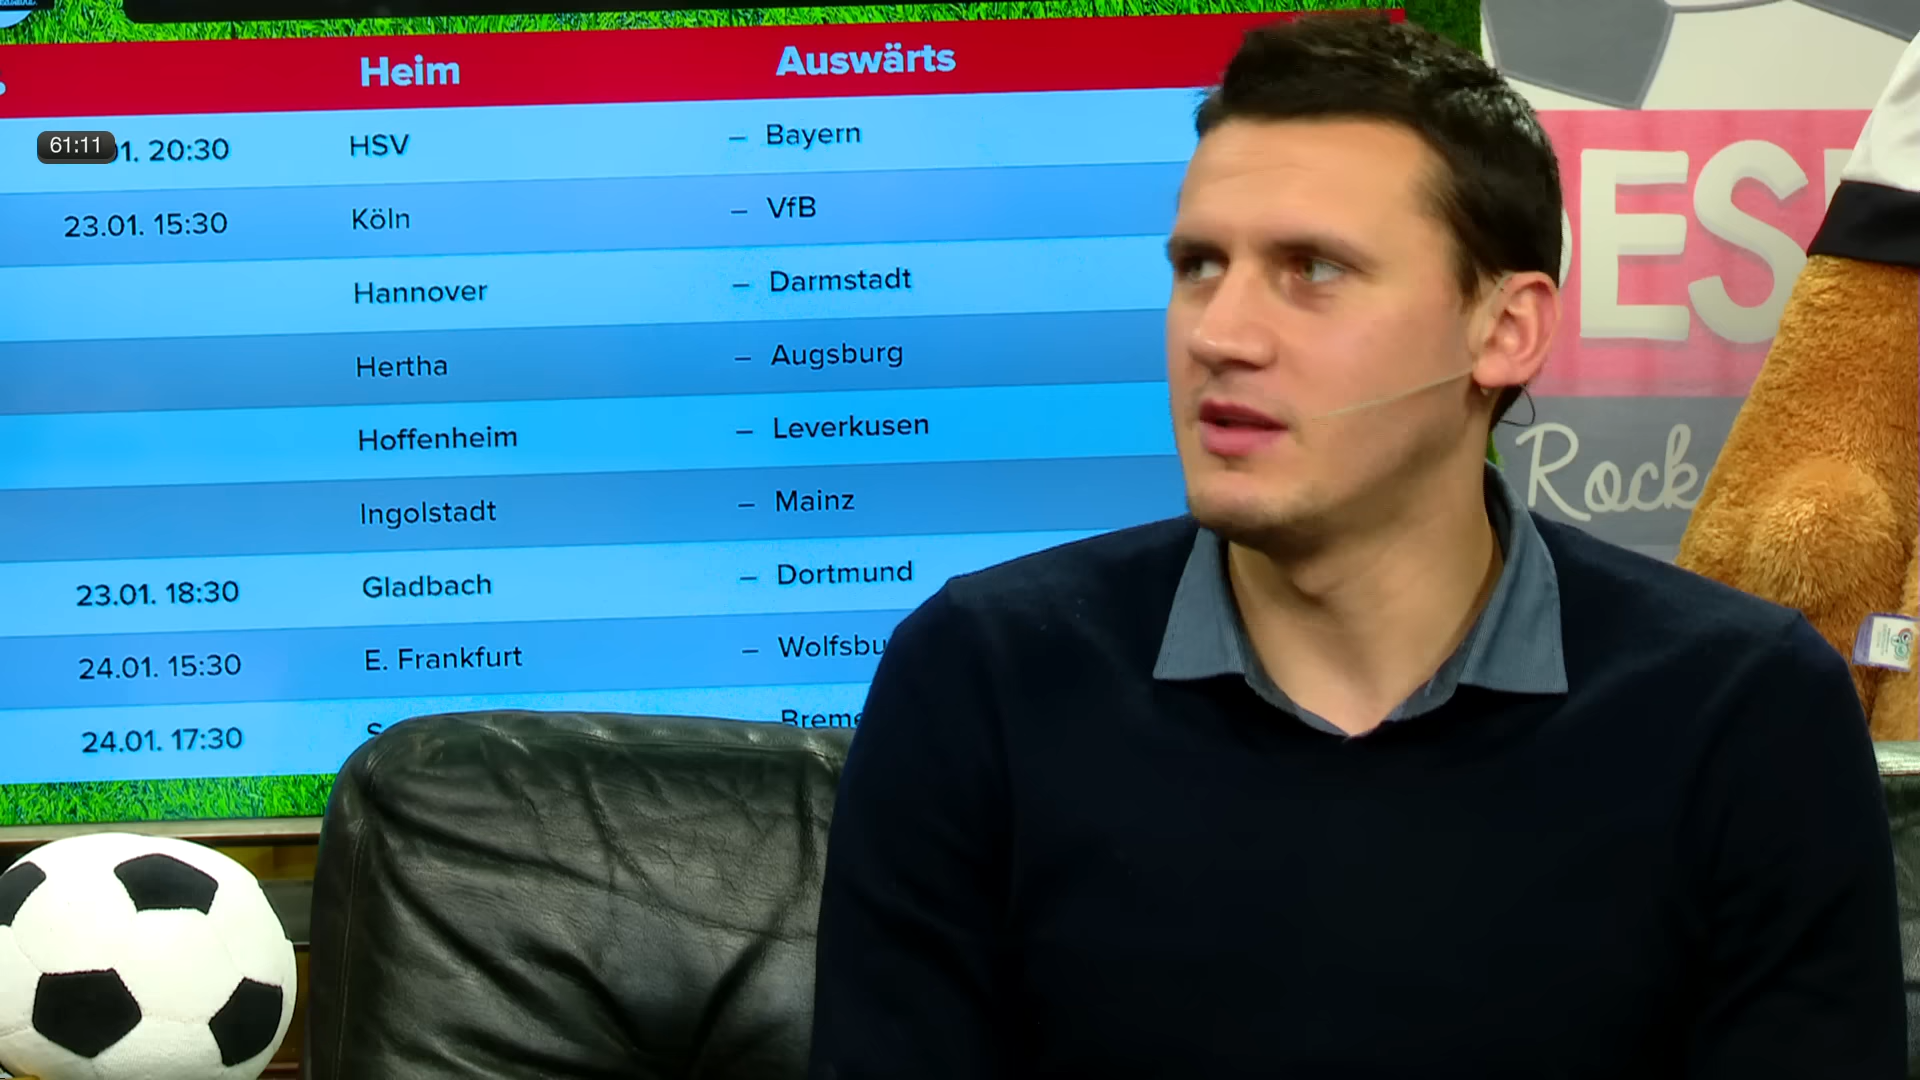 Heim Auswärts
61:11
1. 20:30 HSV – Bayern
23.01. 15:30 Köln – VfB
Hannover – Darmstadt
Hertha – Augsburg
Hoffenheim – Leverkusen
Ingolstadt – Mainz
23.01. 18:30 Gladbach – Dortmund
24.01. 15:30 E. Frankfurt – Wolfsbu
24.01. 17:30 S Breme
ES
Rock